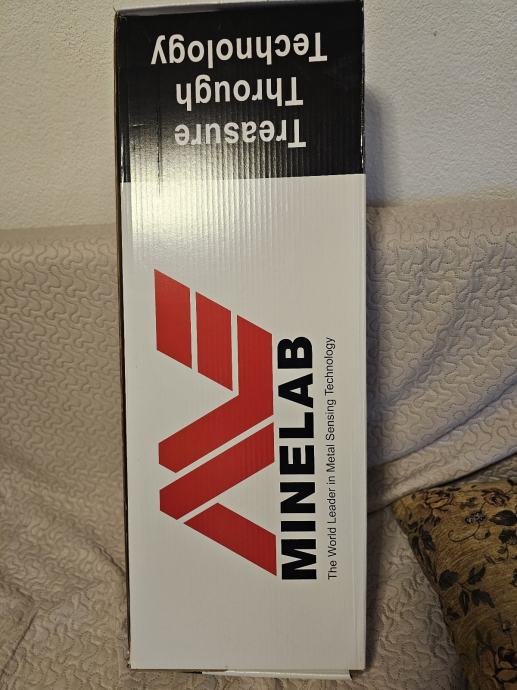 Treasure
Through
Technology
MINELAB
The World Leader in Metal Sensing Technology